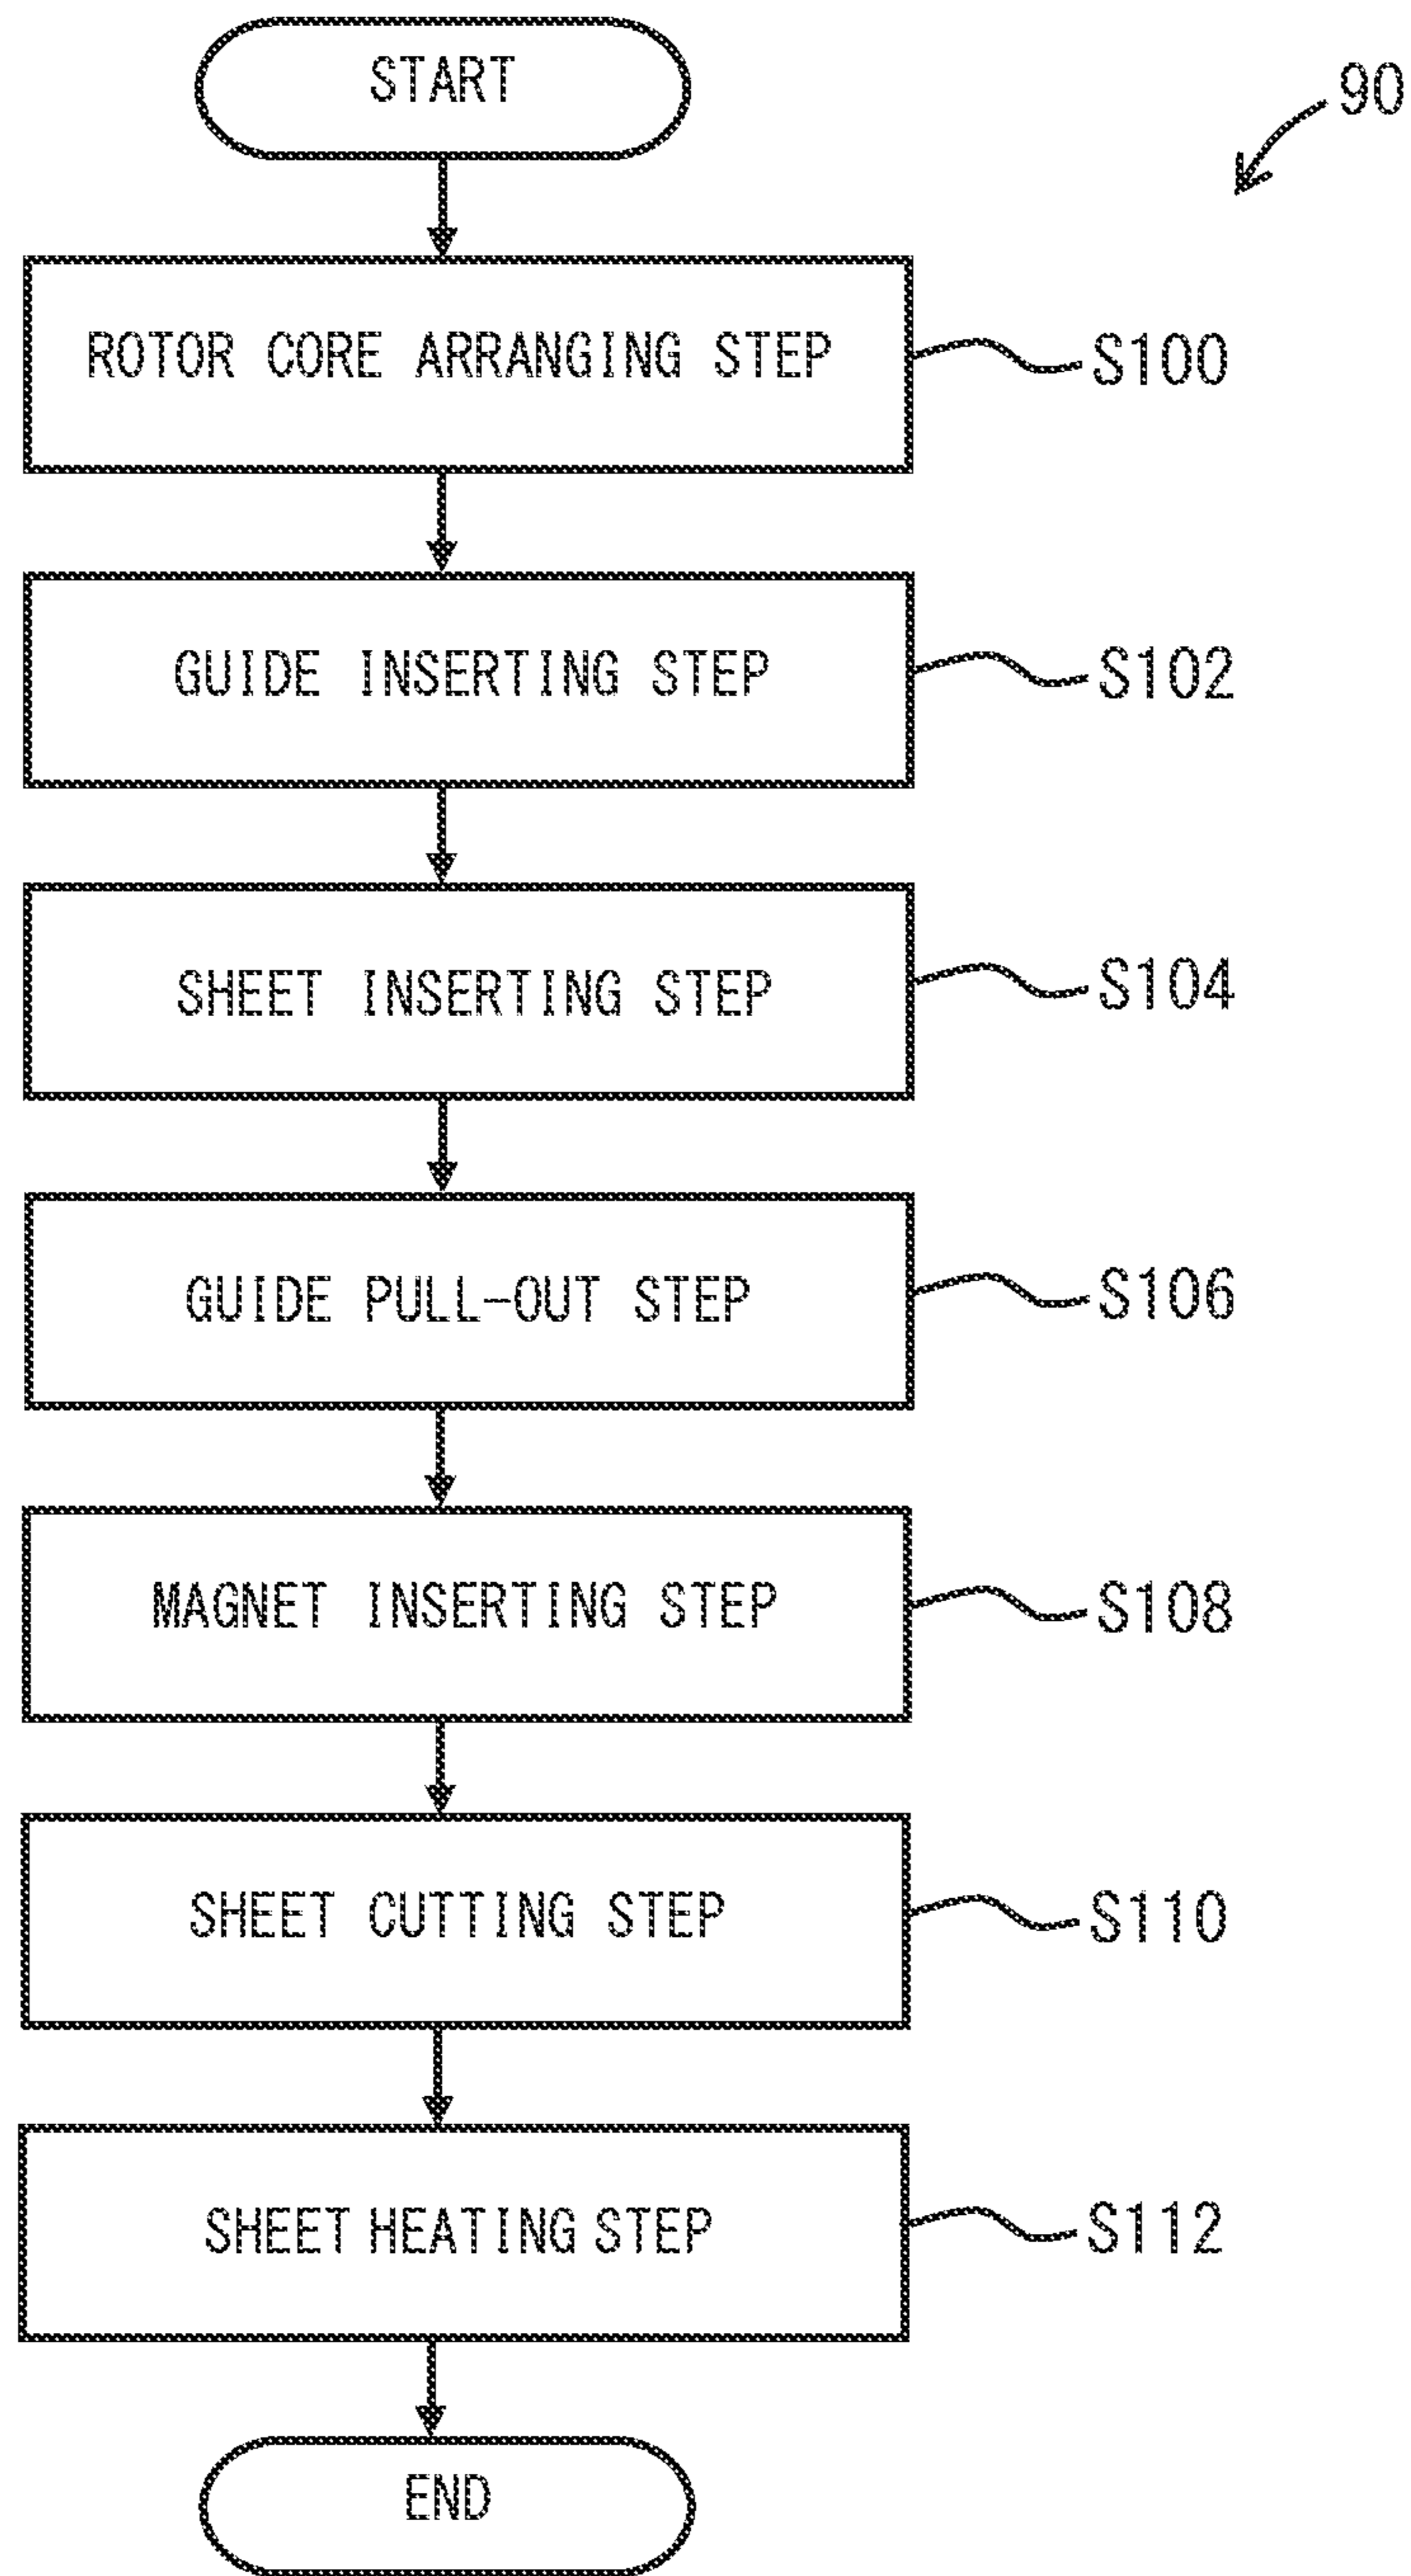 START
90
ROTOR CORE ARRANGING STEP
S100
GUIDE INSERTING STEP
S102
SHEET INSERTING STEP
S104
GUIDE PULL-OUT STEP
S106
MAGNET INSERTING STEP
S108
SHEET CUTTING STEP
S110
SHEET HEATING STEP
S112
END